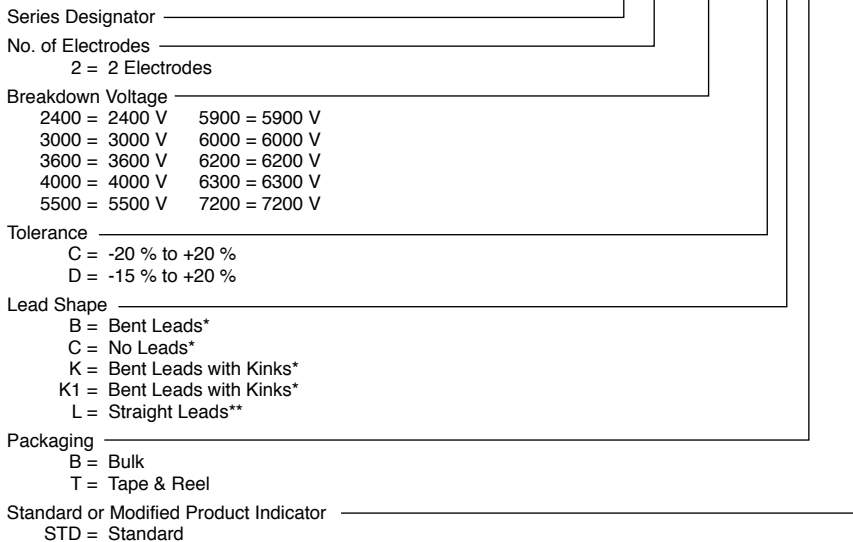 Series Designator
No. of Electrodes
2 = 2 Electrodes
Breakdown Voltage
2400 = 2400 V 5900 = 5900 V
3000 = 3000 V 6000 = 6000 V
3600 = 3600 V 6200 = 6200 V
4000 = 4000 V 6300 = 6300 V
5500 = 5500 V 7200 = 7200 V
Tolerance
C = -20 % to +20 %
D = -15 % to +20 %
Lead Shape
B = Bent Leads*
C = No Leads*
K = Bent Leads with Kinks*
K1 = Bent Leads with Kinks*
L = Straight Leads**
Packaging
B = Bulk
T = Tape & Reel
Standard or Modified Product Indicator
STD = Standard